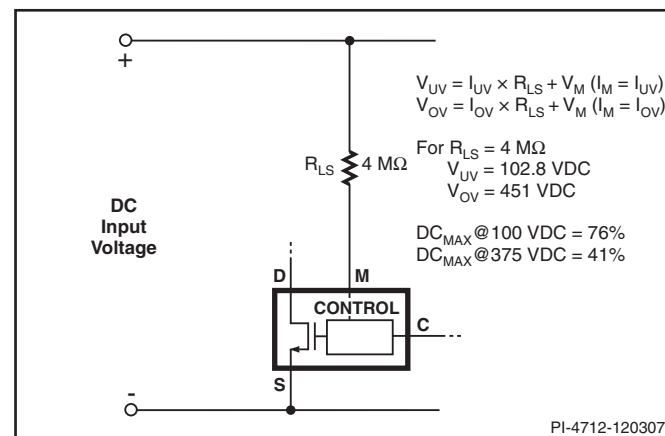 +
V_UV = I_UV × R_LS + V_M (I_M = I_UV)
V_OV = I_OV × R_LS + V_M (I_M = I_OV)
For R_LS = 4 MΩ
V_UV = 102.8 VDC
V_OV = 451 VDC
DC_MAX@100 VDC = 76%
DC_MAX@375 VDC = 41%
R_LS 4 MΩ
DC
Input
Voltage
D M
CONTROL
C
S
-
PI-4712-120307